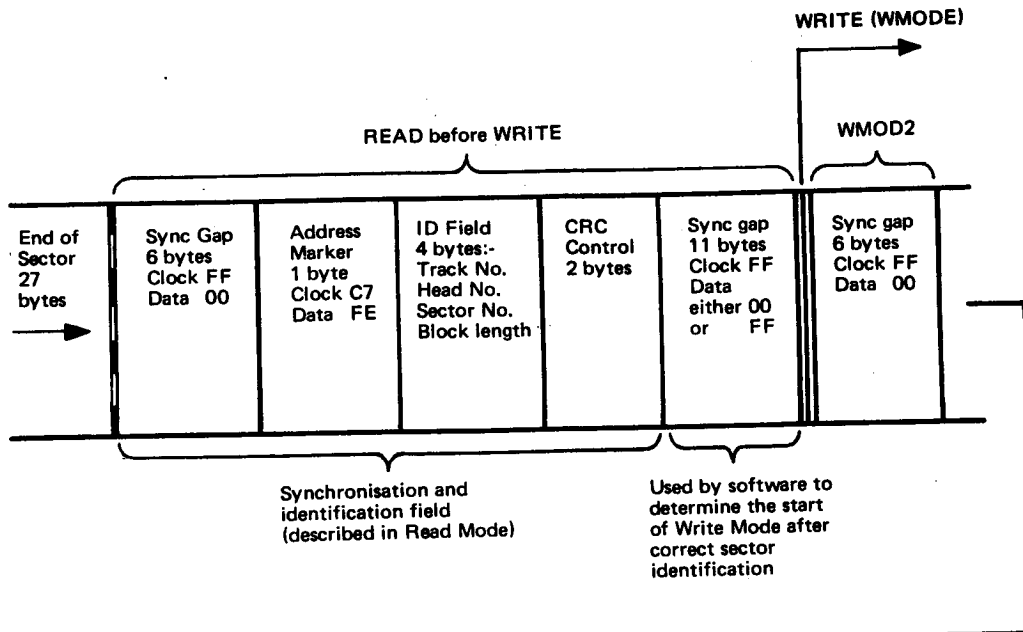 WRITE (WMODE)
READ before WRITE
WMOD2
End of
Sector
27
bytes
Sync Gap
6 bytes
Clock FF
Data 00
Address
Marker
1 byte
Clock C7
Data FE
ID Field
4 bytes:-
Track No.
Head No.
Sector No.
Block length
CRC
Control
2 bytes
Sync gap
11 bytes
Clock FF
Data
either 00
or FF
Sync gap
6 bytes
Clock FF
Data 00
Synchronisation and
identification field
(described in Read Mode)
Used by software to
determine the start
of Write Mode after
correct sector
identification